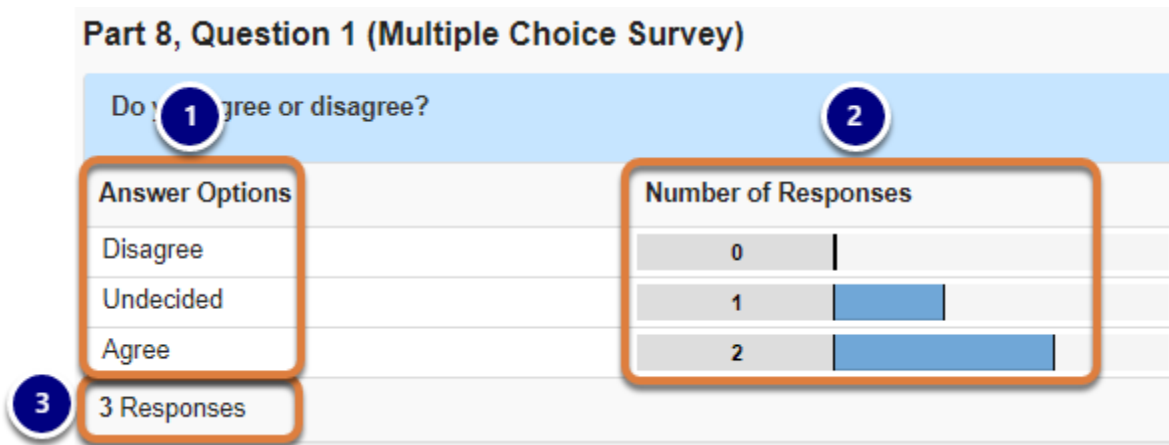 Part 8, Question 1 (Multiple Choice Survey)
Do gree or disagree?
1
2
Answer Options Number of Responses
Disagree 0
Undecided 1
Agree 2
3
3 Responses